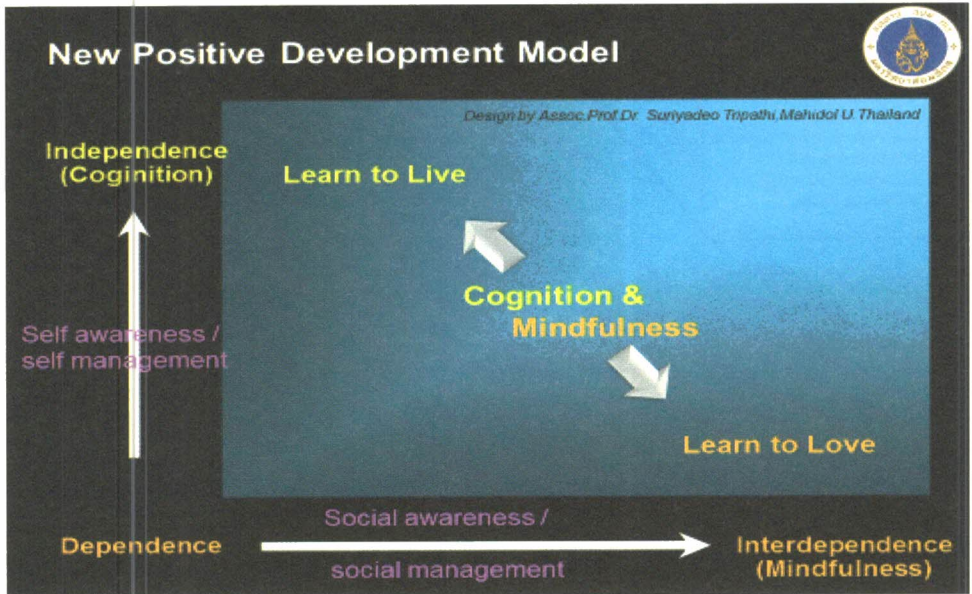 New Positive Development Model
Design by Assoc.Prof.Dr. Suriyadeo Tripathi,Mahidol U.Thailand
Independence
(Coginition)
Learn to Live
Cognition &
Mindfulness
Self awareness /
self management
Learn to Love
Social awareness /
Dependence
social management
Interdependence
(Mindfulness)